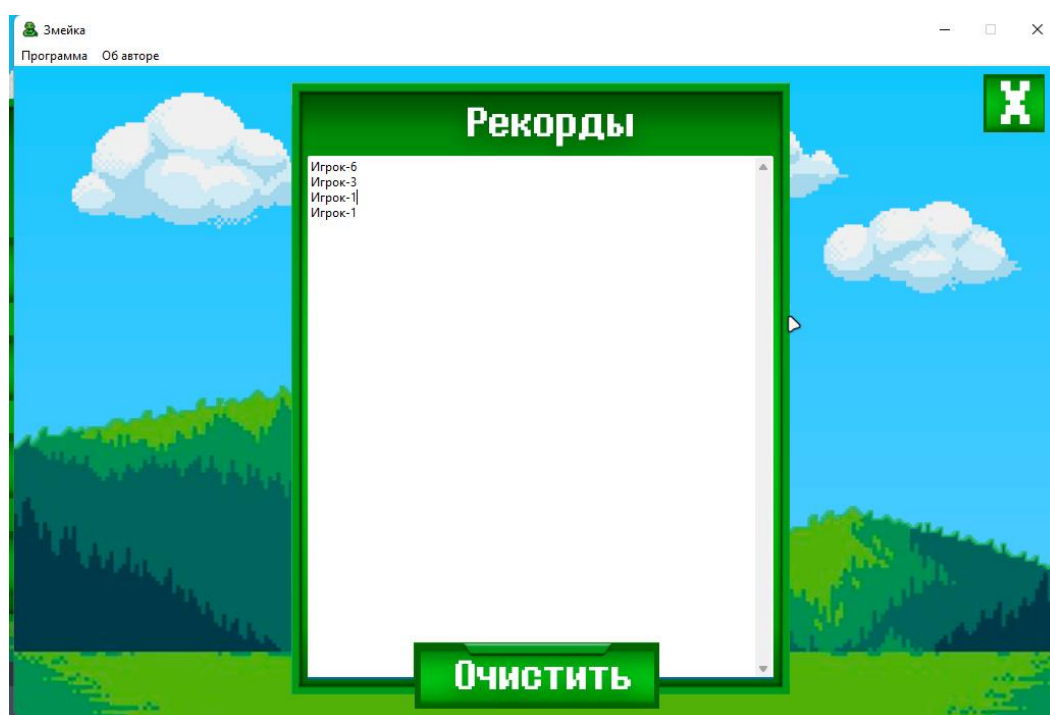 Змейка
Программа Об авторе
X
Рекорды
Игрок-6
Игрок-3
Игрок-1
Игрок-1
Очистить